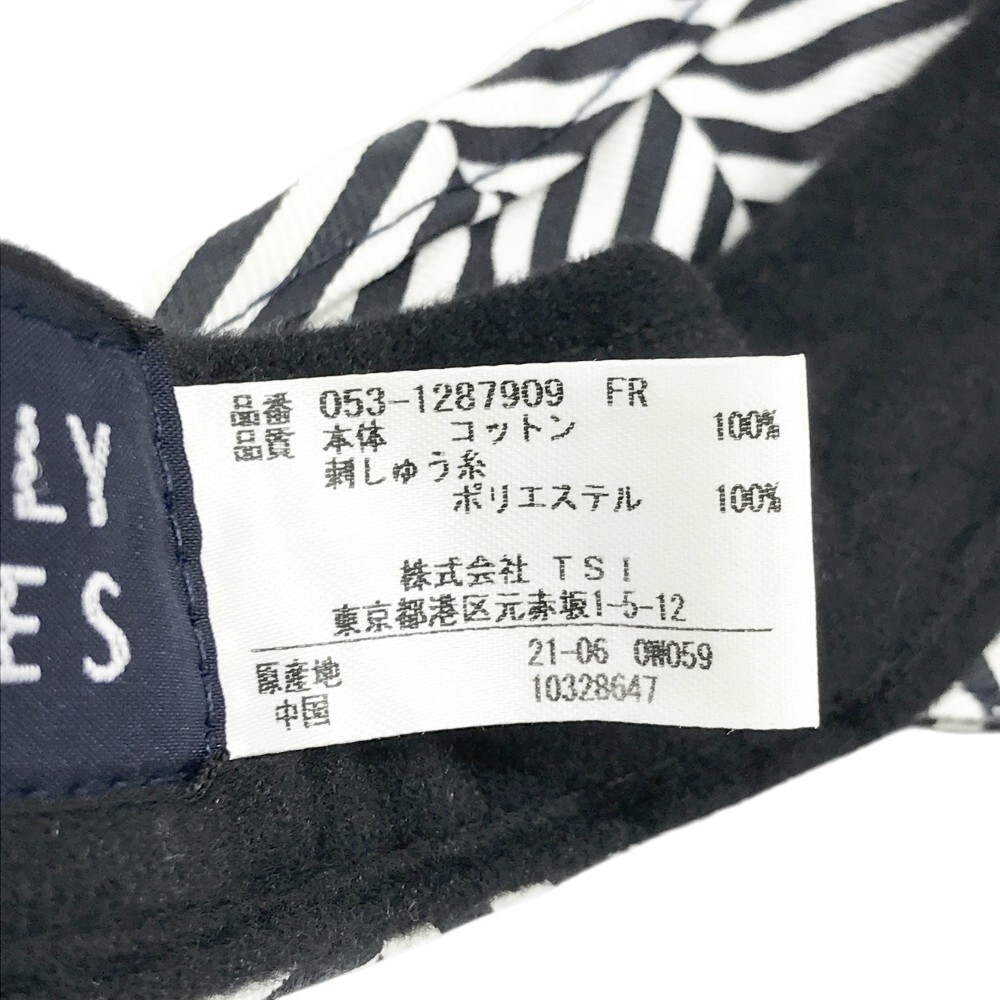 LY
ES
品番 053-1287909 FR
品質 本体 コットン 100%
刺しゅう糸
ポリエステル 100%
株式会社 TSI
東京都港区元赤坂1-5-12
原産地 21-06 0W059
中国 10328647